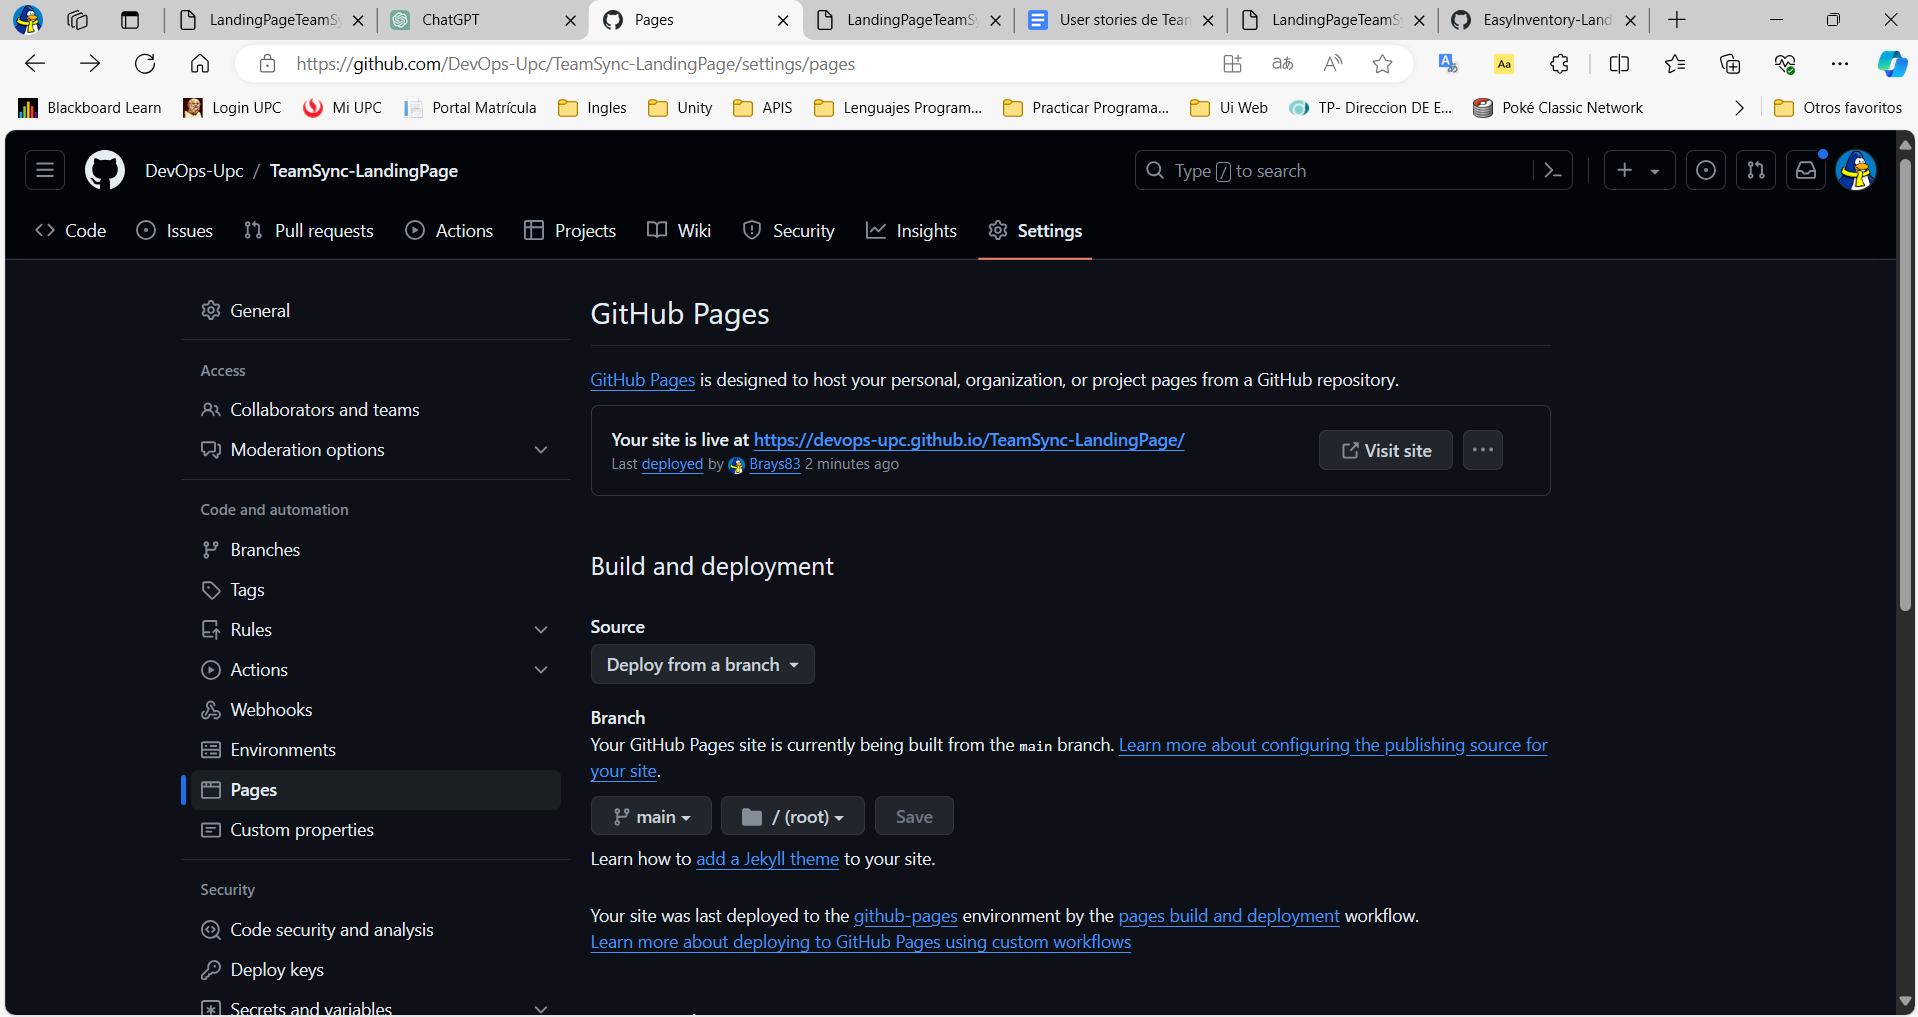 LandingPageTeamSy
ChatGPT
Pages
LandingPageTeamSy
User stories de Tean
LandingPageTeamS
EasyInventory-Land
https://github.com/DevOps-Upc/TeamSync-LandingPage/settings/pages
Blackboard Learn
Login UPC
Mi UPC
Portal Matrícula
Ingles
Unity
APIS
Lenguajes Program...
Practicar Programa...
Ui Web
TP- Direccion DE E...
Poké Classic Network
Otros favoritos
DevOps-Upc / TeamSync-LandingPage
Type / to search
Code
Issues
Pull requests
Actions
Projects
Wiki
Security
Insights
Settings
General
Access
Collaborators and teams
Moderation options
Code and automation
Branches
Tags
Rules
Actions
Webhooks
Environments
Pages
Custom properties
Security
Code security and analysis
Deploy keys
Secrets and variables
GitHub Pages
GitHub Pages is designed to host your personal, organization, or project pages from a GitHub repository.
Your site is live at https://devops-upc.github.io/TeamSync-LandingPage/
Last deployed by Brays83 2 minutes ago
Visit site
Build and deployment
Source
Deploy from a branch
Branch
Your GitHub Pages site is currently being built from the main branch. Learn more about configuring the publishing source for
your site.
main
/ (root)
Save
Learn how to add a Jekyll theme to your site.
Your site was last deployed to the github-pages environment by the pages build and deployment workflow.
Learn more about deploying to GitHub Pages using custom workflows